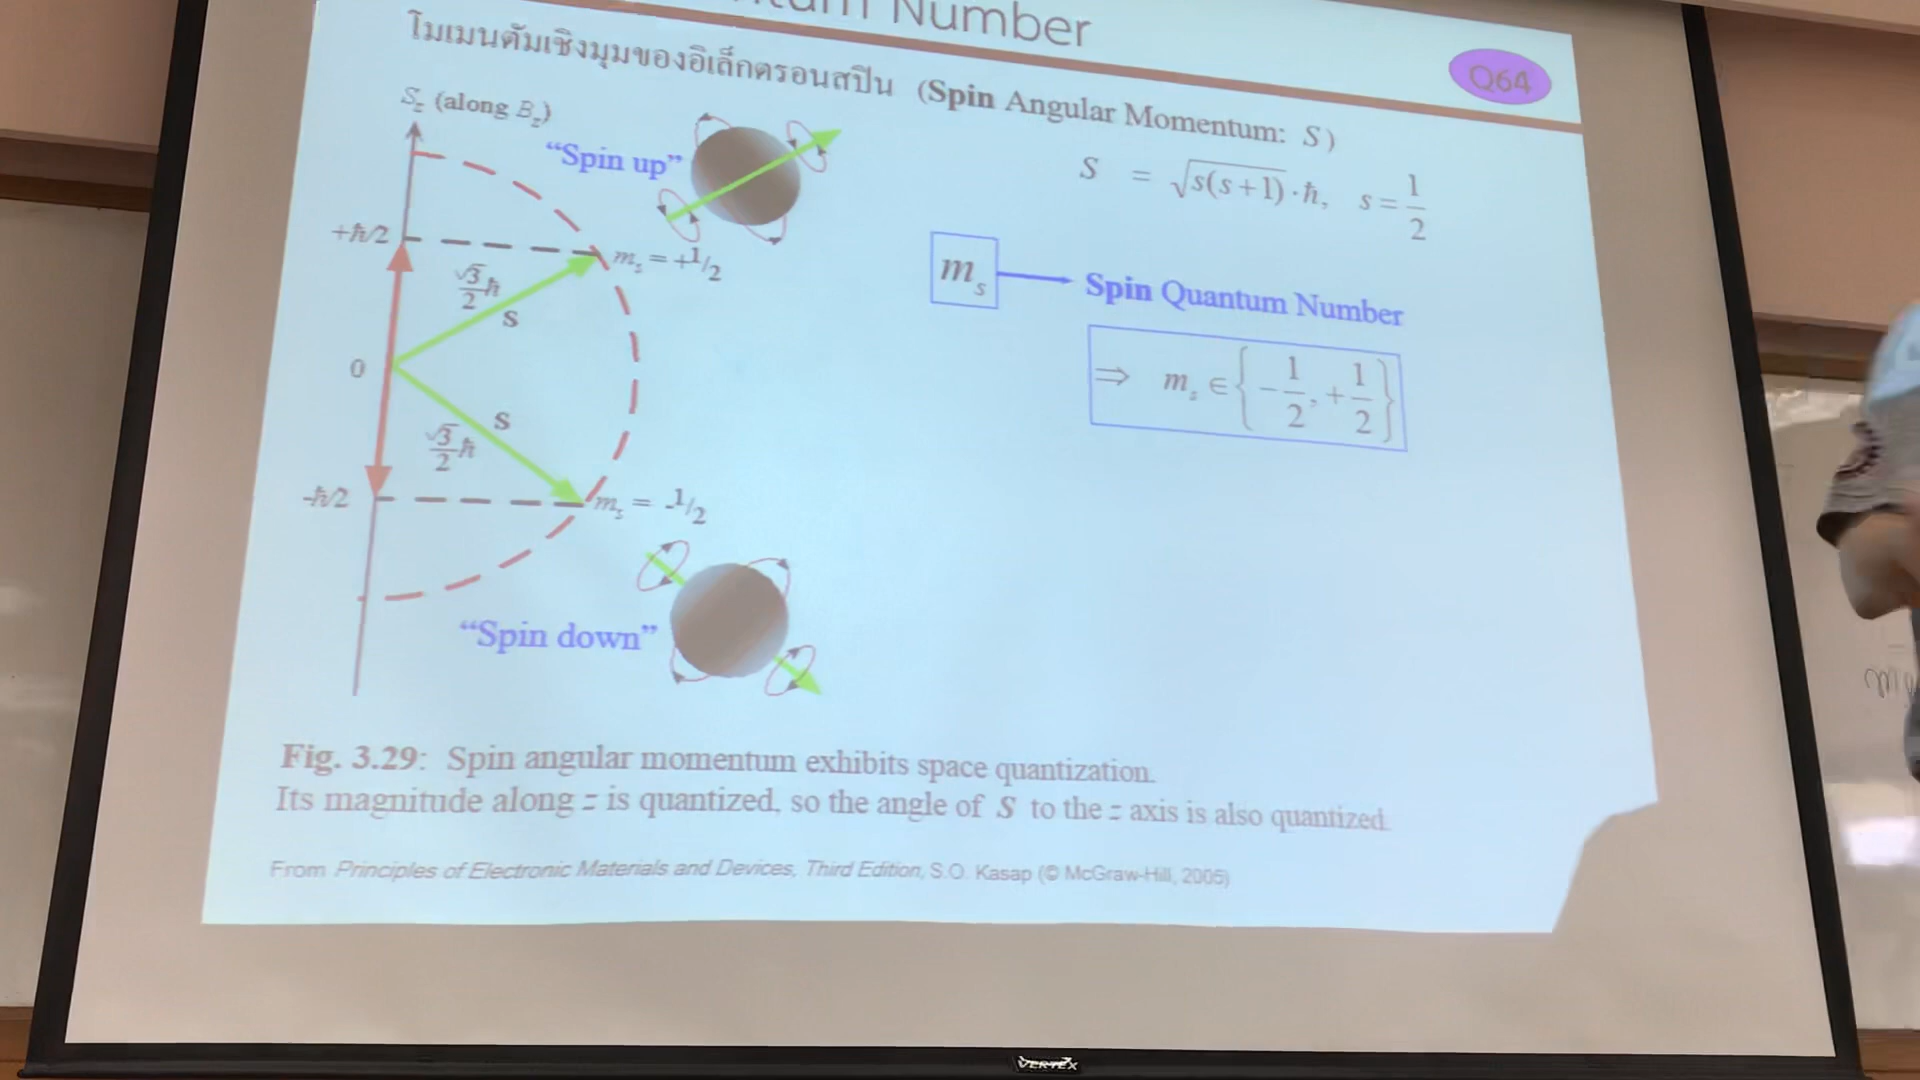 Number
Q64
โมเมนตัมเชิงมุมของอิเล็กตรอนสปิน (Spin Angular Momentum: S)
S_z (along B_z)
"Spin up"
S = √s(s+1)·ħ, s = 1/2
+ħ/2
m_s = +1/2
√3/2 ħ
S
m_s → Spin Quantum Number
⇒ m_s ∈ {-1/2, +1/2}
0
S
√3/2 ħ
-ħ/2
m_s = -1/2
"Spin down"
Fig. 3.29: Spin angular momentum exhibits space quantization.
Its magnitude along z is quantized, so the angle of S to the z axis is also quantized.
From Principles of Electronic Materials and Devices, Third Edition, S.O. Kasap (© McGraw-Hill, 2005)
VERTEX